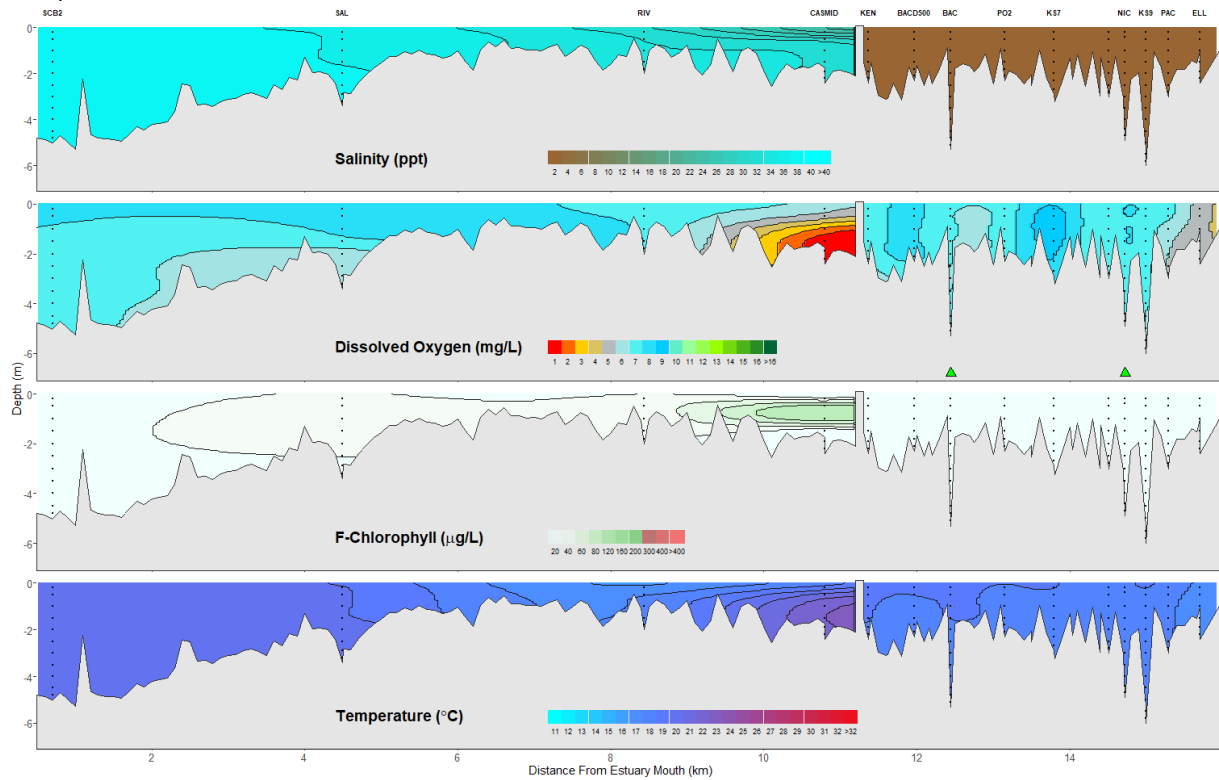 SCB2 SAL RIV CASMID KEN BACD500 BAC PO2 KS7 NIC KS9 PAC ELL
0
-2
-4
-6
Salinity (ppt)
2 4 6 8 10 12 14 16 18 20 22 24 26 28 30 32 34 36 38 40 >40
0
-2
-4
-6
Dissolved Oxygen (mg/L)
1 2 3 4 5 6 7 8 9 10 11 12 13 14 15 16 >16
Depth (m)
0
-2
-4
-6
F-Chlorophyll (µg/L)
20 40 60 80 120 160 200 300 400 >400
0
-2
-4
-6
Temperature (°C)
11 12 13 14 15 16 17 18 19 20 21 22 23 24 25 26 27 28 29 30 31 32 >32
2 4 6 8 10 12 14
Distance From Estuary Mouth (km)